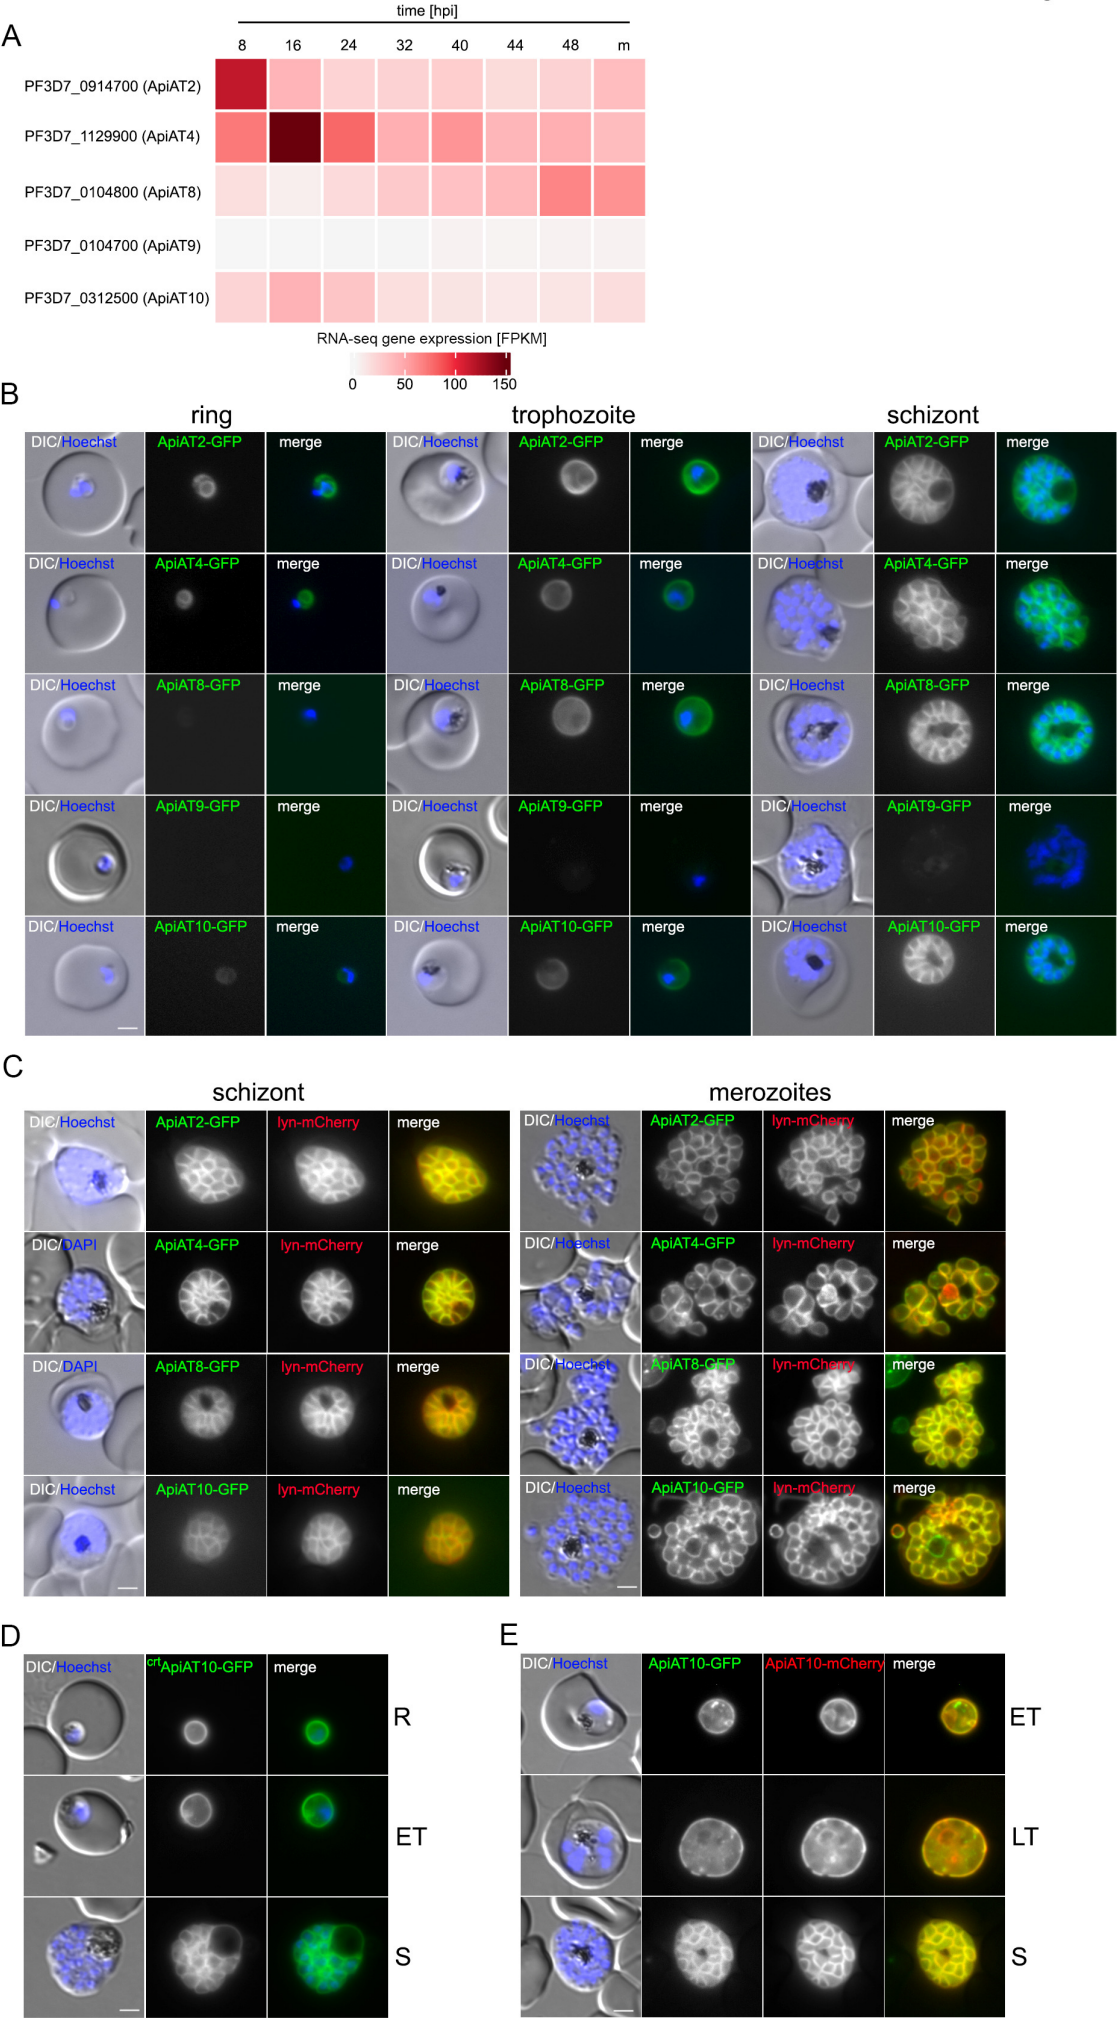 time [hpi]
A
8 16 24 32 40 44 48 m
PF3D7_0914700 (ApiAT2)
PF3D7_1129900 (ApiAT4)
PF3D7_0104800 (ApiAT8)
PF3D7_0104700 (ApiAT9)
PF3D7_0312500 (ApiAT10)
RNA-seq gene expression [FPKM]
0 50 100 150
B
ring trophozoite schizont
DIC/Hoechst ApiAT2-GFP merge DIC/Hoechst ApiAT2-GFP merge DIC/Hoechst ApiAT2-GFP merge
DIC/Hoechst ApiAT4-GFP merge DIC/Hoechst ApiAT4-GFP merge DIC/Hoechst ApiAT4-GFP merge
DIC/Hoechst ApiAT8-GFP merge DIC/Hoechst ApiAT8-GFP merge DIC/Hoechst ApiAT8-GFP merge
DIC/Hoechst ApiAT9-GFP merge DIC/Hoechst ApiAT9-GFP merge DIC/Hoechst ApiAT9-GFP merge
DIC/Hoechst ApiAT10-GFP merge DIC/Hoechst ApiAT10-GFP merge DIC/Hoechst ApiAT10-GFP merge
C
schizont merozoites
DIC/Hoechst ApiAT2-GFP lyn-mCherry merge DIC/Hoechst ApiAT2-GFP lyn-mCherry merge
DIC/DAPI ApiAT4-GFP lyn-mCherry merge DIC/Hoechst ApiAT4-GFP lyn-mCherry merge
DIC/DAPI ApiAT8-GFP lyn-mCherry merge DIC/Hoechst ApiAT8-GFP lyn-mCherry merge
DIC/Hoechst ApiAT10-GFP lyn-mCherry merge DIC/Hoechst ApiAT10-GFP lyn-mCherry merge
D
DIC/Hoechst crtApiAT10-GFP merge
R
ET
S
E
DIC/Hoechst ApiAT10-GFP ApiAT10-mCherry merge
ET
LT
S